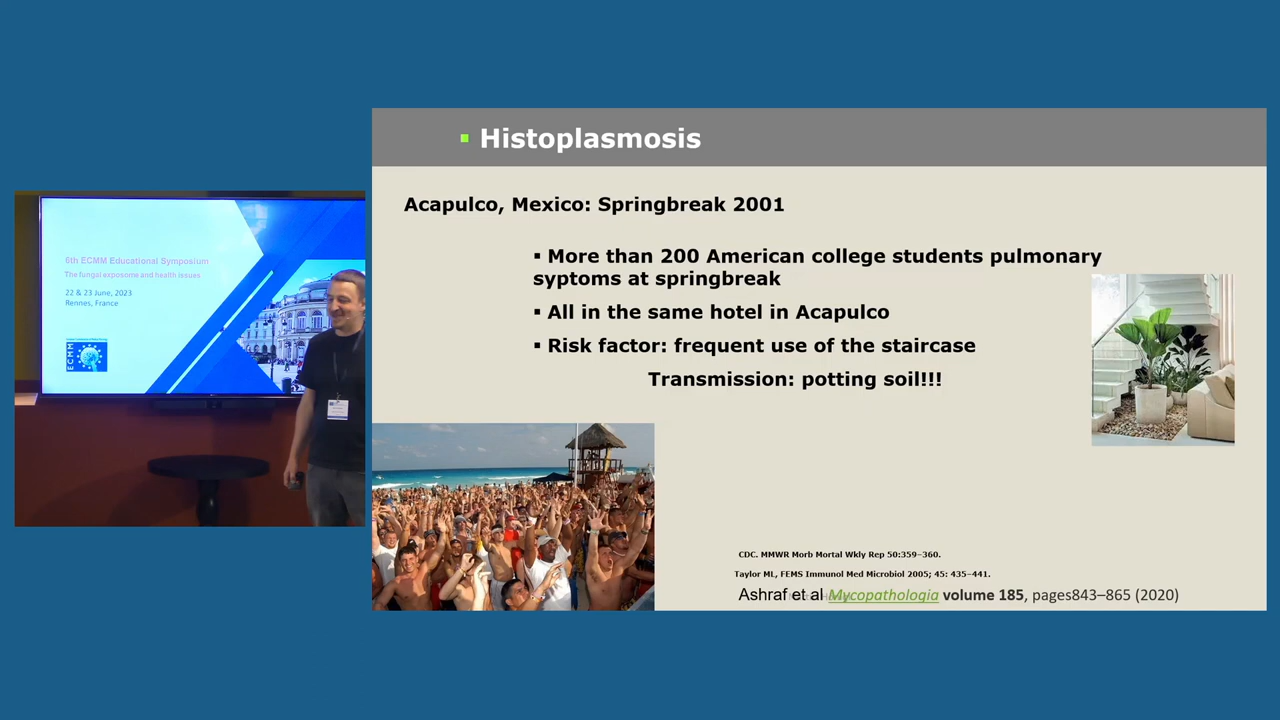 6th ECMM Educational Symposium
The fungal exposome and health issues
22 & 23 June, 2023
Rennes, France
ECMM
Histoplasmosis
Acapulco, Mexico: Springbreak 2001
▪ More than 200 American college students pulmonary
syptoms at springbreak
▪ All in the same hotel in Acapulco
▪ Risk factor: frequent use of the staircase
Transmission: potting soil!!!
CDC. MMWR Morb Mortal Wkly Rep 50:359–360.
Taylor ML, FEMS Immunol Med Microbiol 2005; 45: 435–441.
Ashraf et al Mycopathologia volume 185, pages843–865 (2020)